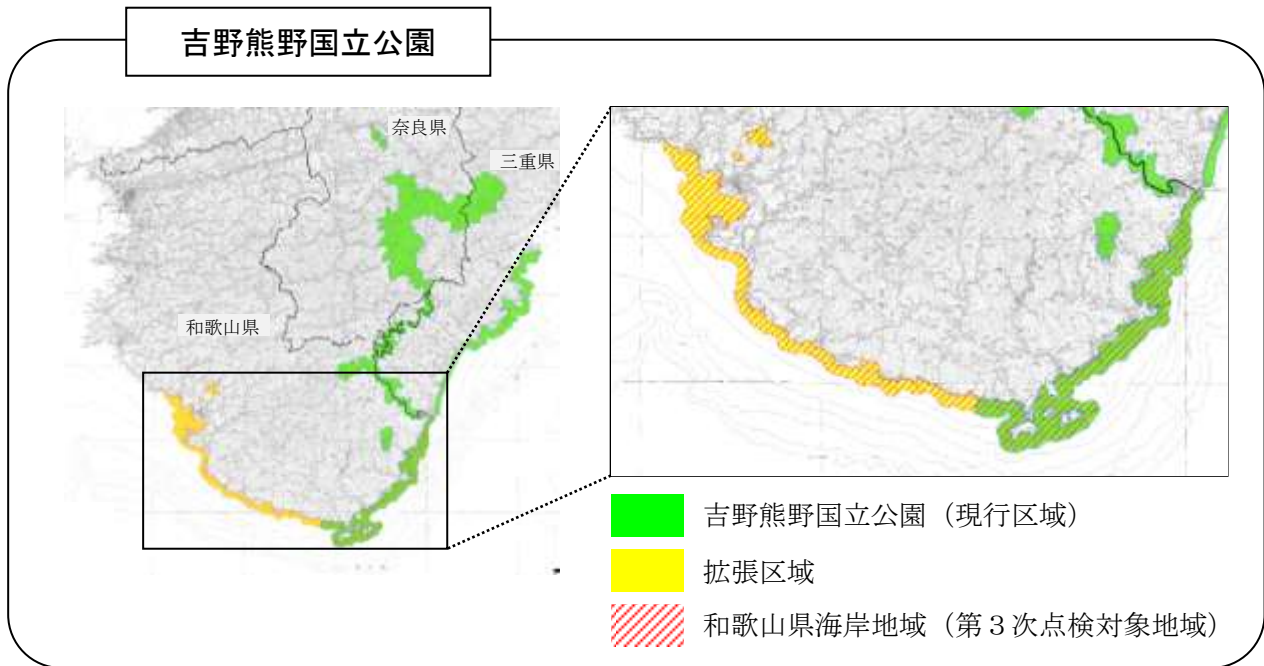 吉野熊野国立公園
奈良県
三重県
和歌山県
吉野熊野国立公園（現行区域）
拡張区域
和歌山県海岸地域（第３次点検対象地域）